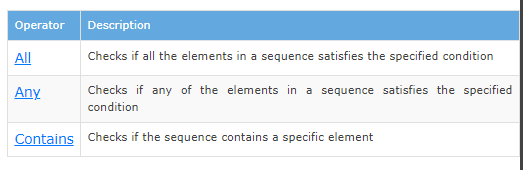 Operator Description
All Checks if all the elements in a sequence satisfies the specified condition
Any Checks if any of the elements in a sequence satisfies the specified
condition
Contains Checks if the sequence contains a specific element